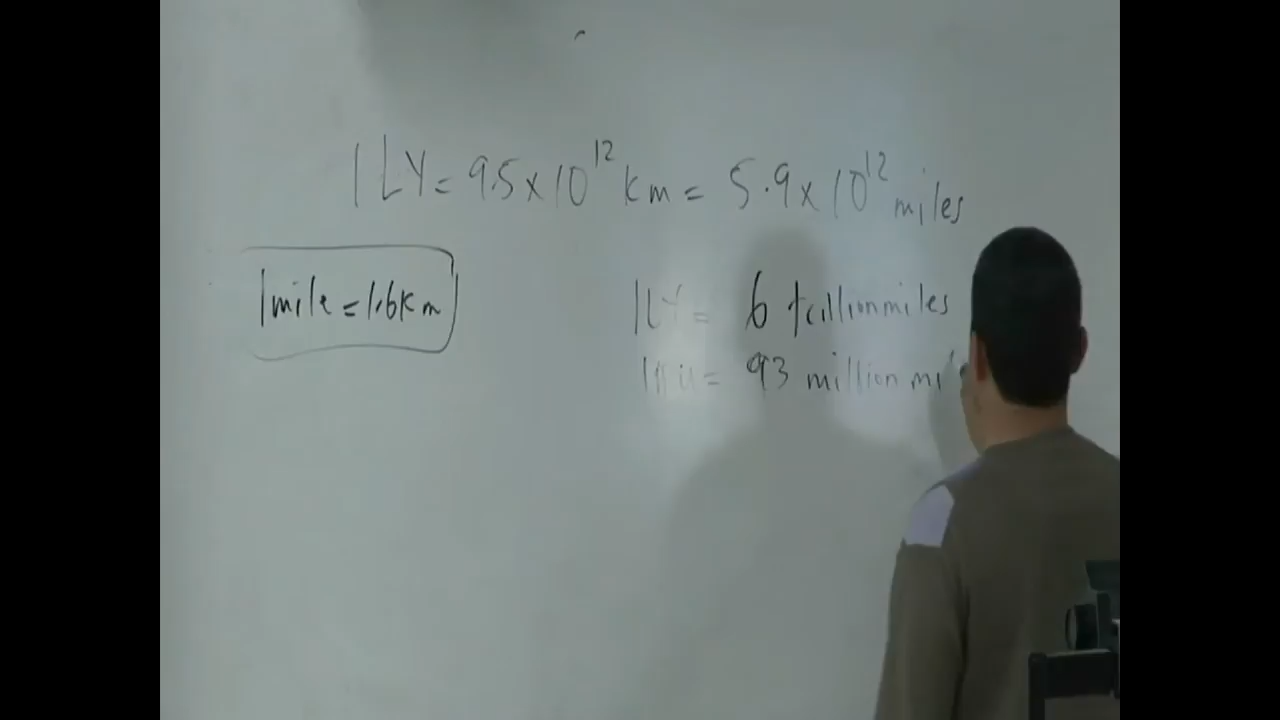 1 LY = 9.5 x 10^12 km = 5.9 x 10^12 miles
1 mile = 1.6 km
1 LY = 6 trillion miles
1 AU = 93 million mi